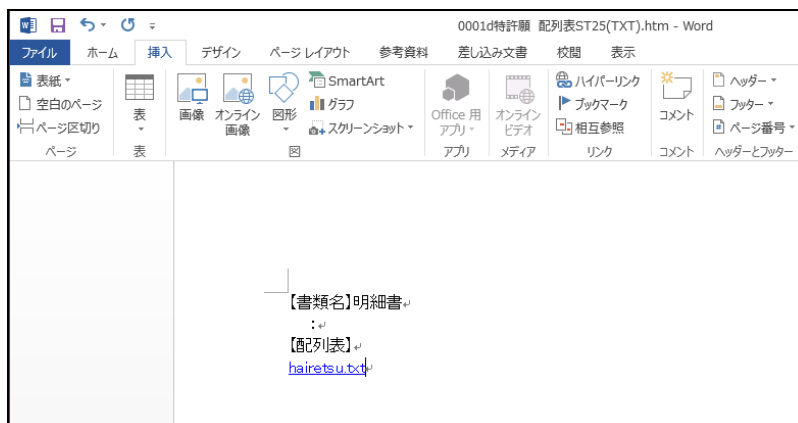 0001d特許願 配列表ST25(TXT).htm - Word
ファイル ホーム 挿入 デザイン ページ レイアウト 参考資料 差し込み文書 校閲 表示
表紙
空白のページ
ページ区切り
ページ
表
表
画像
オンライン
画像
図形
SmartArt
グラフ
スクリーンショット
図
Office 用
アプリ
アプリ
オンライン
ビデオ
メディア
ハイパーリンク
ブックマーク
相互参照
リンク
コメント
コメント
ヘッダー
フッター
ページ番号
ヘッダーとフッター
【書類名】明細書
:
【配列表】
hairetsu.txt